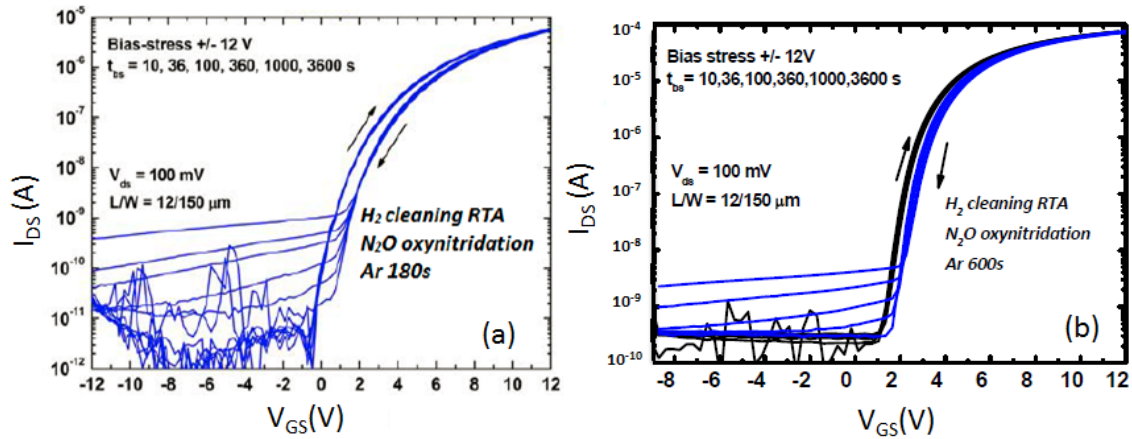 10⁻⁵
10⁻⁶
10⁻⁷
10⁻⁸
10⁻⁹
10⁻¹⁰
10⁻¹¹
10⁻¹²
I_DS (A)
Bias-stress +/- 12 V
t_bs = 10, 36, 100, 360, 1000, 3600 s
V_ds = 100 mV
L/W = 12/150 μm
H₂ cleaning RTA
N₂O oxynitridation
Ar 180s
(a)
-12 -10 -8 -6 -4 -2 0 2 4 6 8 10 12
V_GS(V)
10⁻⁴
10⁻⁵
10⁻⁶
10⁻⁷
10⁻⁸
10⁻⁹
10⁻¹⁰
I_DS (A)
Bias stress +/- 12V
t_bs = 10,36,100,360,1000,3600 s
V_ds = 100 mV
L/W = 12/150 μm
H₂ cleaning RTA
N₂O oxynitridation
Ar 600s
(b)
-8 -6 -4 -2 0 2 4 6 8 10 12
V_GS(V)